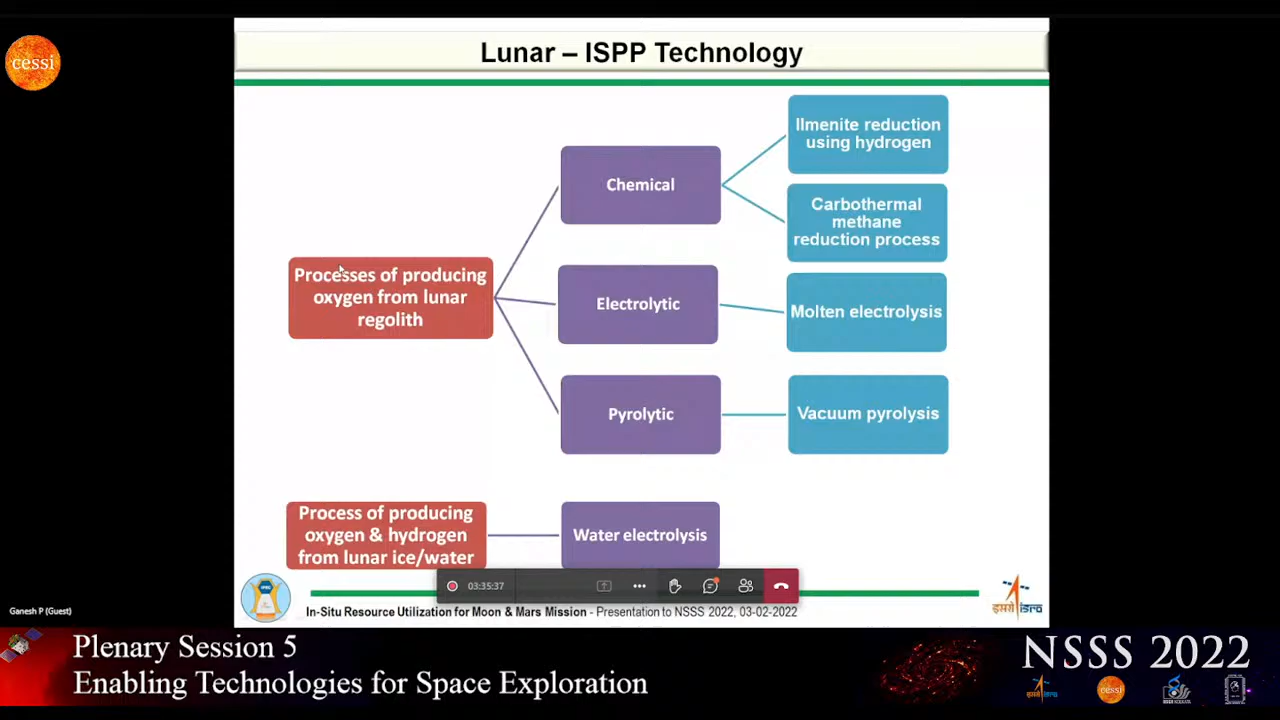 cessi
Lunar – ISPP Technology
Ilmenite reduction
using hydrogen
Chemical
Carbothermal
methane
reduction process
Processes of producing
oxygen from lunar
regolith
Electrolytic
Molten electrolysis
Pyrolytic
Vacuum pyrolysis
Process of producing
oxygen & hydrogen
from lunar ice/water
Water electrolysis
03:35:37
In-Situ Resource Utilization for Moon & Mars Mission - Presentation to NSSS 2022, 03-02-2022
इसरो isro
Ganesh P (Guest)
Plenary Session 5
Enabling Technologies for Space Exploration
NSSS 2022